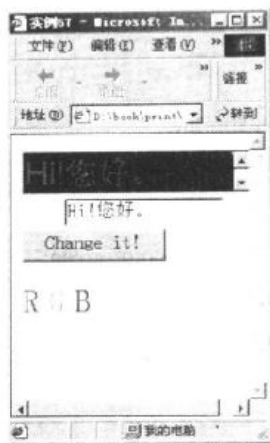 实例57 - Microsoft In
文件(F) 编辑(E) 查看(V) »
» 链接 »
地址(D) D:\book\print\ 转到
Hi!您好。
Hi!您好。
Change it!
R G B
我的电脑